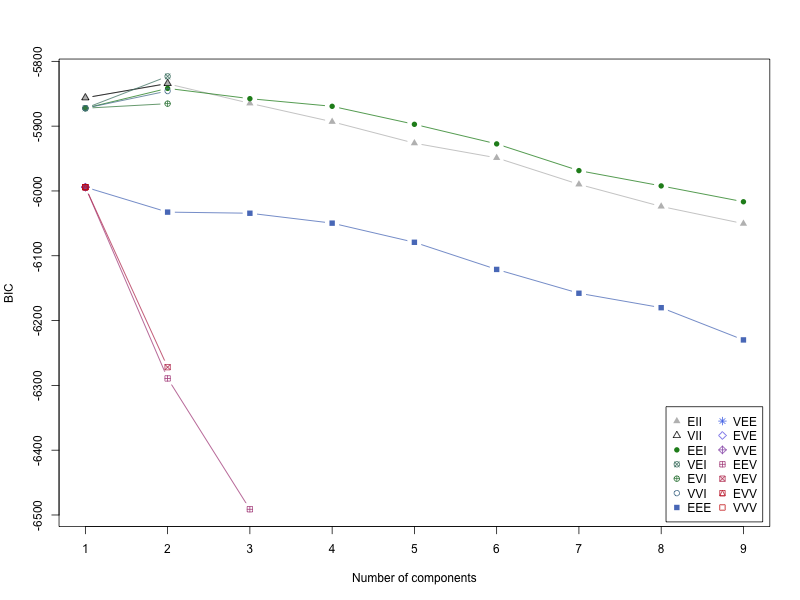 -5800
-5900
-6000
-6100
-6200
-6300
-6400
-6500
BIC
1 2 3 4 5 6 7 8 9
Number of components
EII VEE
VII EVE
EEI VVE
VEI EEV
EVI VEV
VVI EVV
EEE VVV